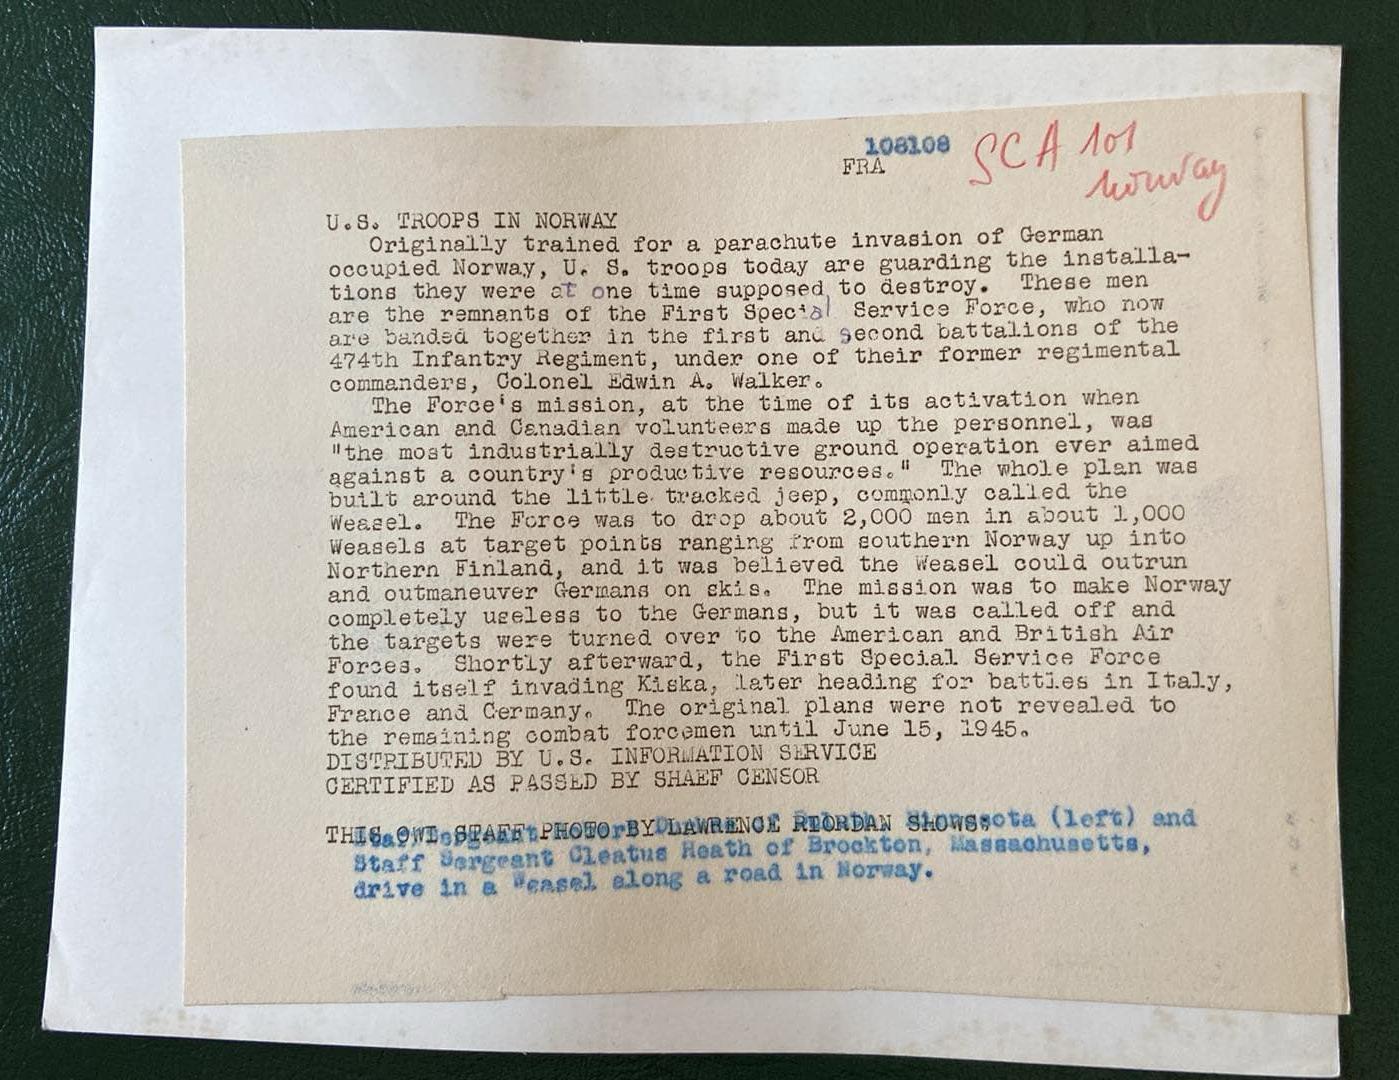 108108
FRA
SCA 101
Norway
U.S. TROOPS IN NORWAY
Originally trained for a parachute invasion of German
occupied Norway, U. S. troops today are guarding the installa-
tions they were at one time supposed to destroy. These men
are the remnants of the First Special Service Force, who now
are banded together in the first and second battalions of the
474th Infantry Regiment, under one of their former regimental
commanders, Colonel Edwin A. Walker.
The Force's mission, at the time of its activation when
American and Canadian volunteers made up the personnel, was
"the most industrially destructive ground operation ever aimed
against a country's productive resources." The whole plan was
built around the little tracked jeep, commonly called the
Weasel. The Force was to drop about 2,000 men in about 1,000
Weasels at target points ranging from southern Norway up into
Northern Finland, and it was believed the Weasel could outrun
and outmaneuver Germans on skis. The mission was to make Norway
completely useless to the Germans, but it was called off and
the targets were turned over to the American and British Air
Forces. Shortly afterward, the First Special Service Force
found itself invading Kiska, later heading for battles in Italy,
France and Germany. The original plans were not revealed to
the remaining combat forcemen until June 15, 1945.
DISTRIBUTED BY U.S. INFORMATION SERVICE
CERTIFIED AS PASSED BY SHAEF CENSOR
THIS OWI STAFF PHOTO BY LAWRENCE RIORDAN SHOWS:
Minnesota (left) and
Staff Sergeant Cleatus Heath of Brockton, Massachusetts,
drive in a Weasel along a road in Norway.